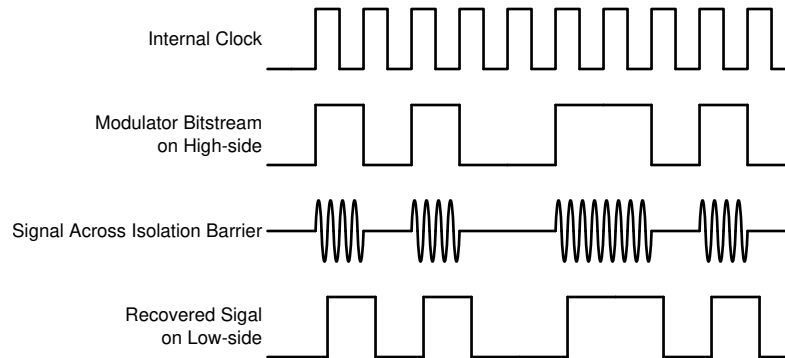 Internal Clock
Modulator Bitstream
on High-side
Signal Across Isolation Barrier
Recovered Sigal
on Low-side